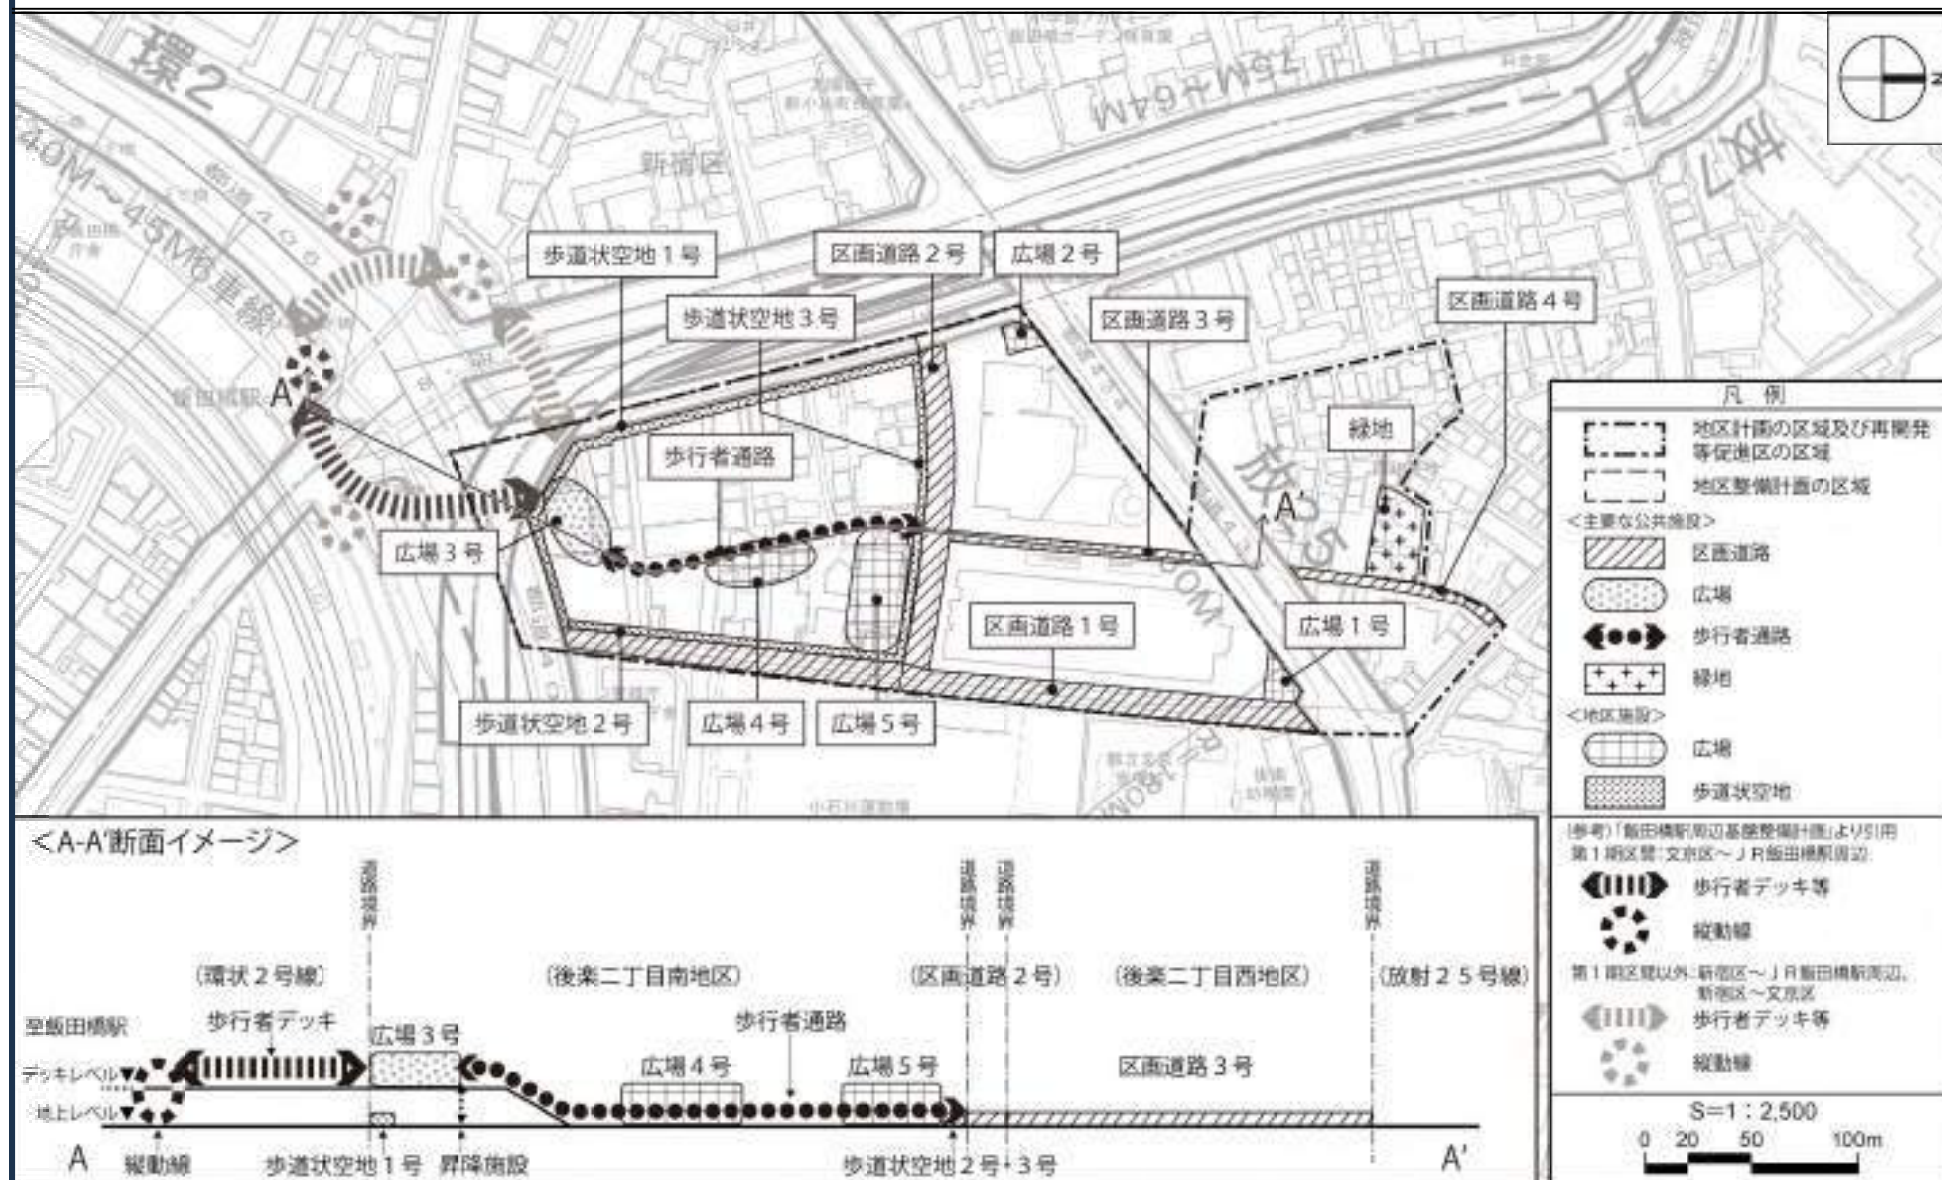 環2
40M〜45M6車線
75M〜64M
放7
N
新宿区
歩道状空地1号
区画道路2号
広場2号
歩道状空地3号
区画道路3号
区画道路4号
A
飯田橋駅
歩行者通路
緑地
放25
A'
広場3号
区画道路1号
広場1号
歩道状空地2号
広場4号
広場5号
小石川運動場
凡例
地区計画の区域及び再開発
等促進区の区域
地区整備計画の区域
<主要な公共施設>
区画道路
広場
歩行者通路
緑地
<地区施設>
広場
歩道状空地
(参考)「飯田橋駅周辺基盤整備計画」より引用
第1期区間:文京区〜JR飯田橋駅周辺
歩行者デッキ等
縦動線
第1期区間以外:新宿区〜JR飯田橋駅周辺、
新宿区〜文京区
歩行者デッキ等
縦動線
S=1:2,500
0 20 50 100m
<A-A'断面イメージ>
道路境界
道路境界
道路境界
道路境界
(環状2号線)
(後楽二丁目南地区)
(区画道路2号)
(後楽二丁目西地区)
(放射25号線)
至飯田橋駅
歩行者デッキ
広場3号
歩行者通路
デッキレベル▼
広場4号
広場5号
区画道路3号
地上レベル▼
A
縦動線
歩道状空地1号
昇降施設
歩道状空地2号・3号
A'